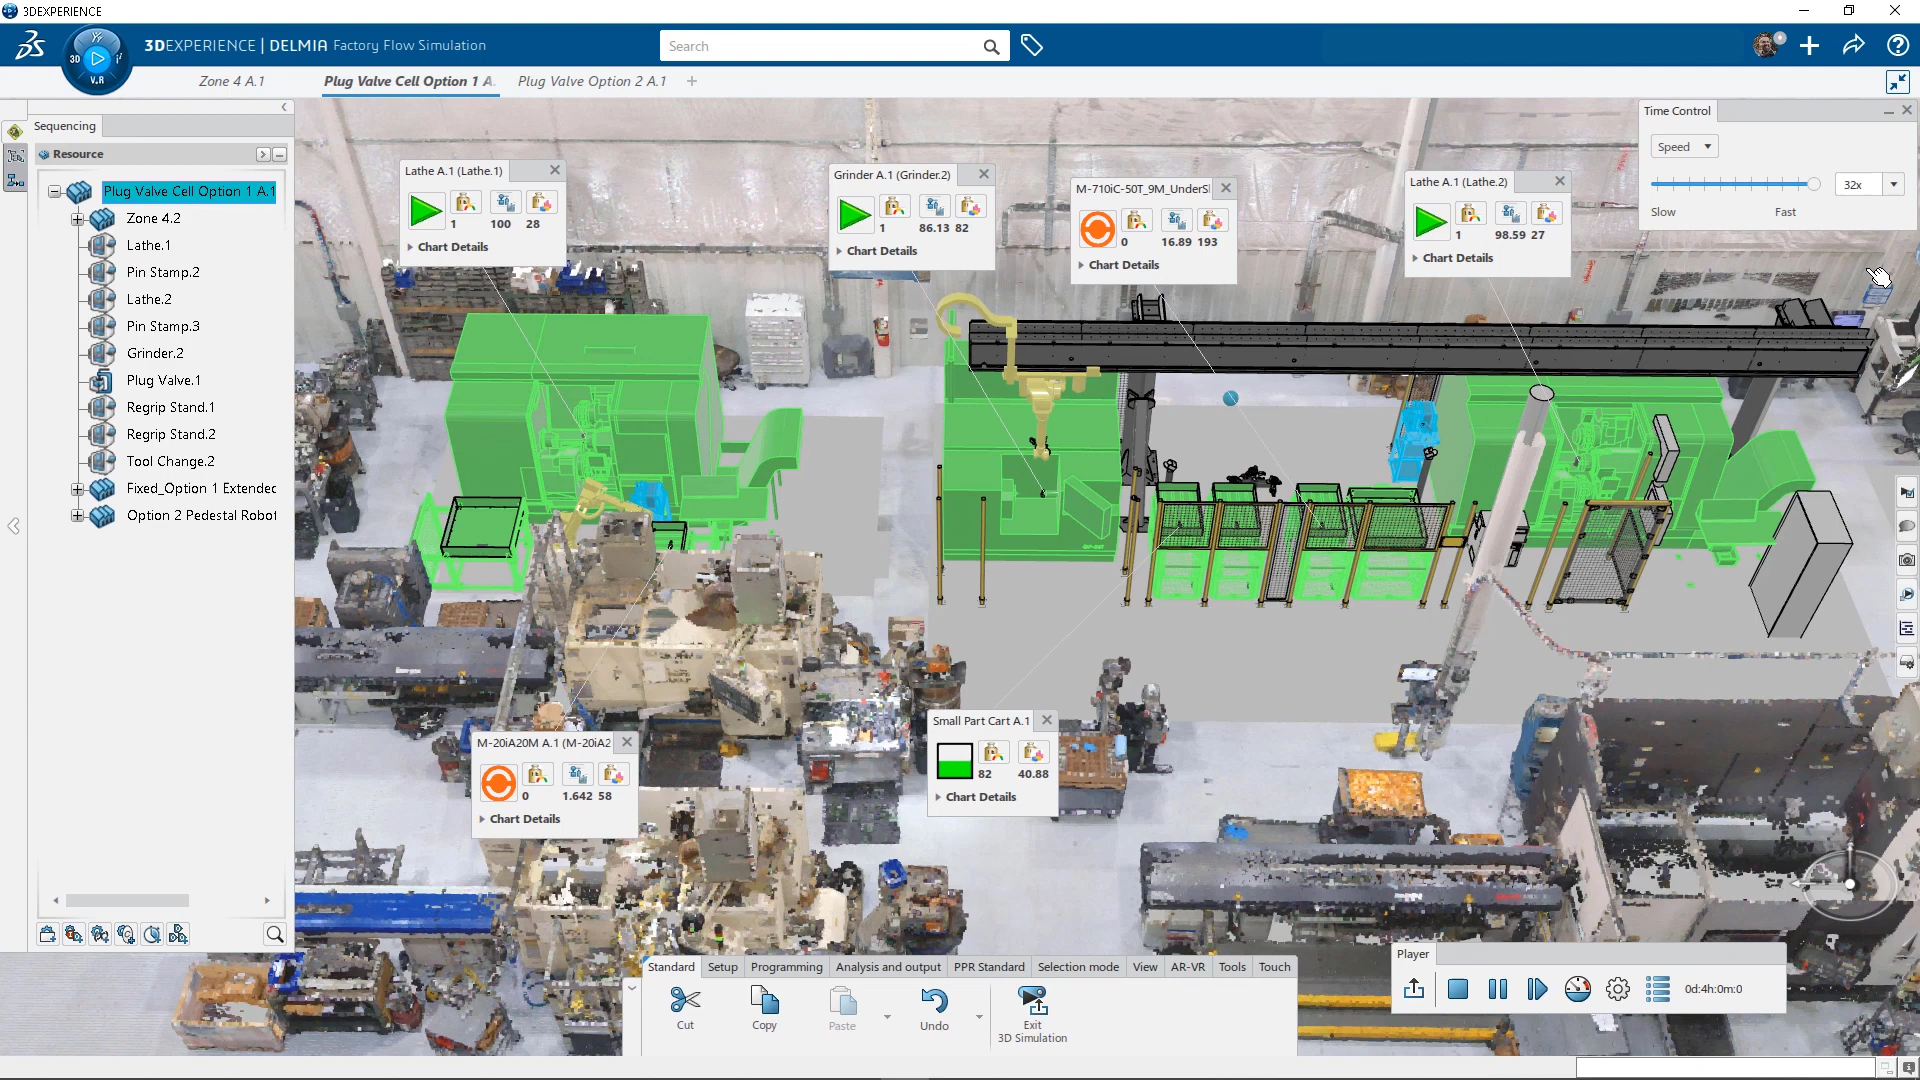 3DEXPERIENCE
3DEXPERIENCE | DELMIA Factory Flow Simulation
Search
3D
V.R
Zone 4 A.1
Plug Valve Cell Option 1 A.
Plug Valve Option 2 A.1
Sequencing
Resource
Plug Valve Cell Option 1 A.1
Zone 4.2
Lathe.1
Pin Stamp.2
Lathe.2
Pin Stamp.3
Grinder.2
Plug Valve.1
Regrip Stand.1
Regrip Stand.2
Tool Change.2
Fixed_Option 1 Extended
Option 2 Pedestal Robot
Lathe A.1 (Lathe.1)
1 100 28
Chart Details
Grinder A.1 (Grinder.2)
1 86.13 82
Chart Details
M-710iC-50T_9M_UnderSl
0 16.89 193
Chart Details
Lathe A.1 (Lathe.2)
1 98.59 27
Chart Details
Time Control
Speed
32x
Slow Fast
M-20iA20M A.1 (M-20iA2
0 1.642 58
Chart Details
Small Part Cart A.1
82 40.88
Chart Details
Standard Setup Programming Analysis and output PPR Standard Selection mode View AR-VR Tools Touch
Cut
Copy
Paste
Undo
Exit
3D Simulation
Player
0d:4h:0m:0